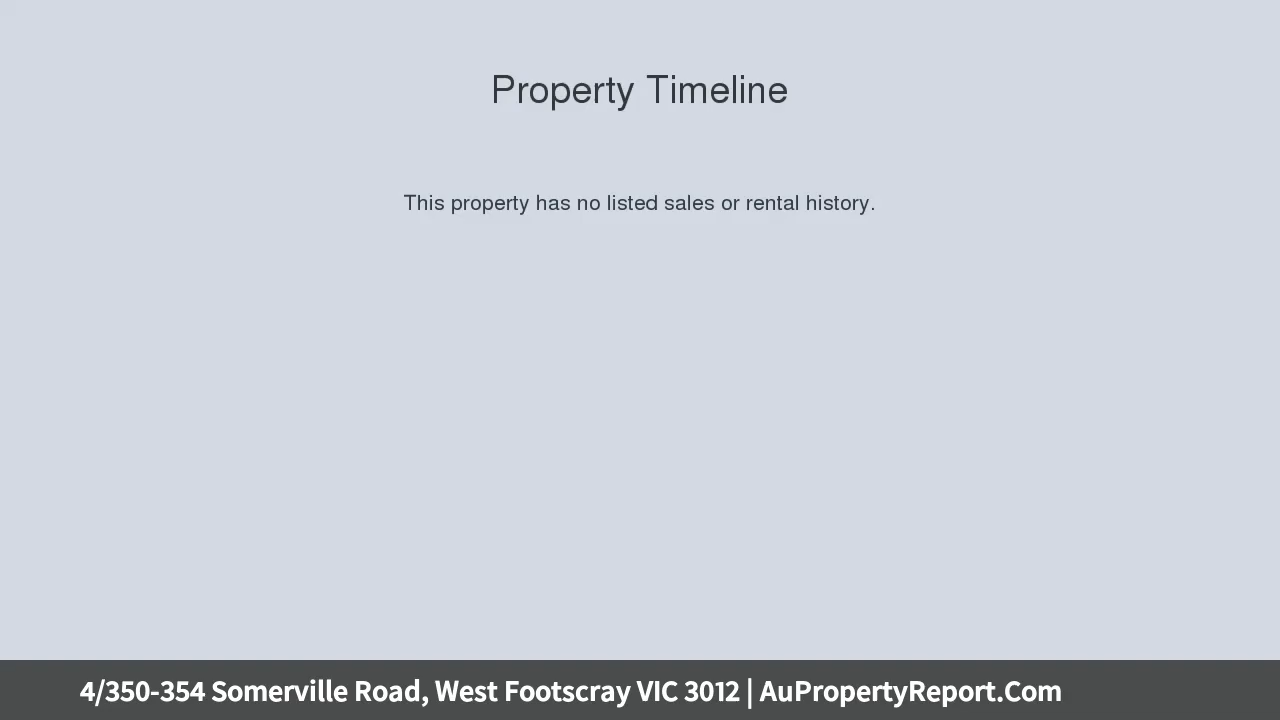 Property Timeline
This property has no listed sales or rental history.
4/350-354 Somerville Road, West Footscray VIC 3012 | AuPropertyReport.Com